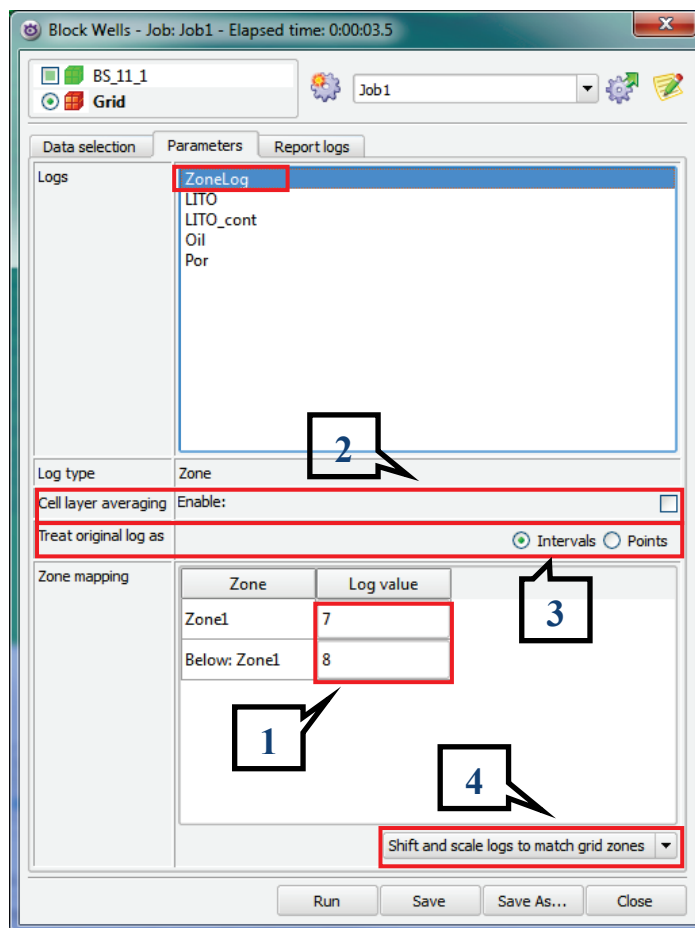 Block Wells - Job: Job1 - Elapsed time: 0:00:03.5
x
BS_11_1
Grid
Job1
Data selection Parameters Report logs
Logs
ZoneLog
LITO
LITO_cont
Oil
Por
2
Log type Zone
Cell layer averaging Enable:
Treat original log as Intervals Points
Zone mapping
Zone Log value
3
Zone1 7
Below: Zone1 8
1
4
Shift and scale logs to match grid zones
Run Save Save As... Close